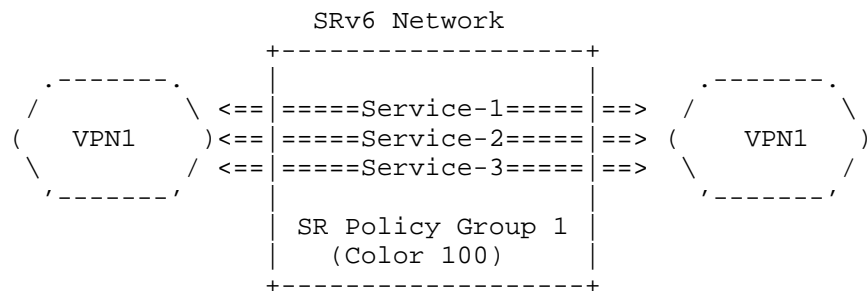 SRv6 Network
+-------------------+
.-------. | | .-------.
/ \ <==|=====Service-1=====|==> / \
( VPN1 )<==|=====Service-2=====|==> ( VPN1 )
\ / <==|=====Service-3=====|==> \ /
'-------' | | '-------'
| SR Policy Group 1 |
| (Color 100) |
+-------------------+